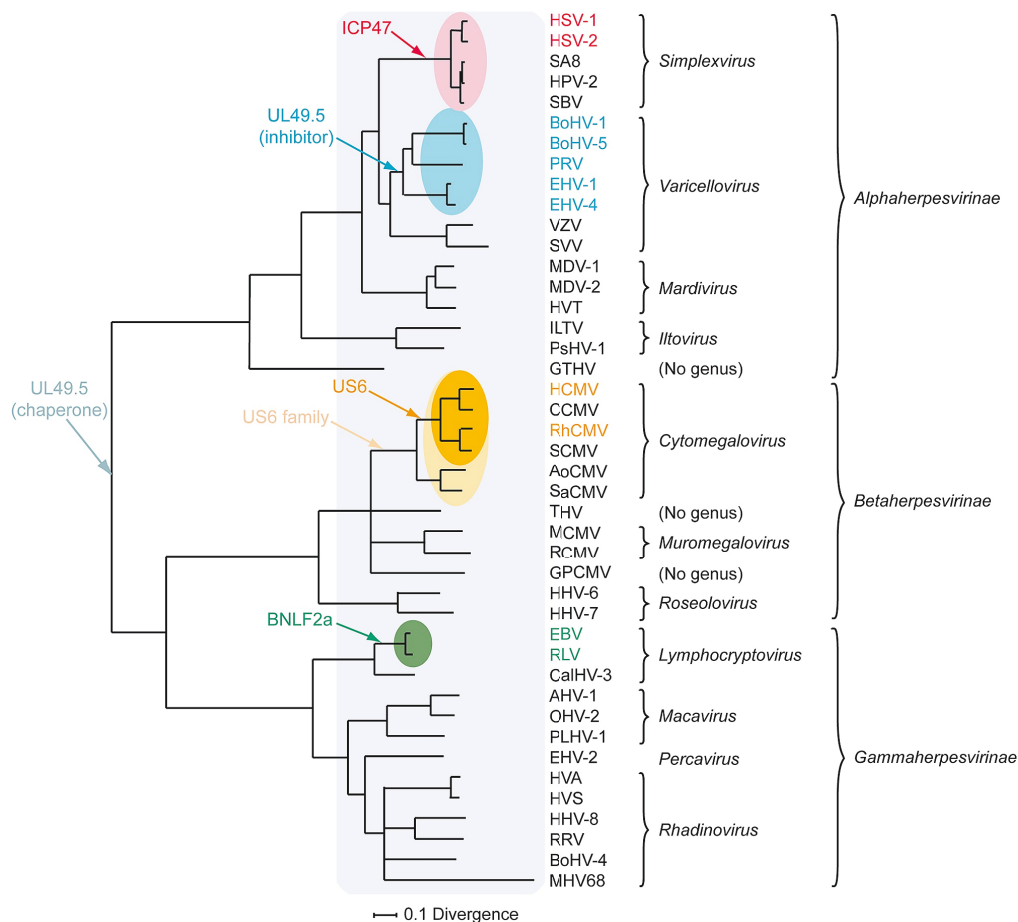 ICP47
UL49.5
(inhibitor)
UL49.5
(chaperone)
US6
US6 family
BNLF2a
HSV-1
HSV-2
SA8
HPV-2
SBV
Simplexvirus
BoHV-1
BoHV-5
PRV
EHV-1
EHV-4
VZV
SVV
Varicellovirus
MDV-1
MDV-2
HVT
Mardivirus
ILTV
PsHV-1
Iltovirus
GTHV
(No genus)
Alphaherpesvirinae
HCMV
CCMV
RhCMV
SCMV
AoCMV
SaCMV
Cytomegalovirus
THV
(No genus)
MCMV
RCMV
Muromegalovirus
GPCMV
(No genus)
HHV-6
HHV-7
Roseolovirus
Betaherpesvirinae
EBV
RLV
CalHV-3
Lymphocryptovirus
AHV-1
OHV-2
PLHV-1
Macavirus
EHV-2
Percavirus
HVA
HVS
HHV-8
RRV
BoHV-4
MHV68
Rhadinovirus
Gammaherpesvirinae
0.1 Divergence